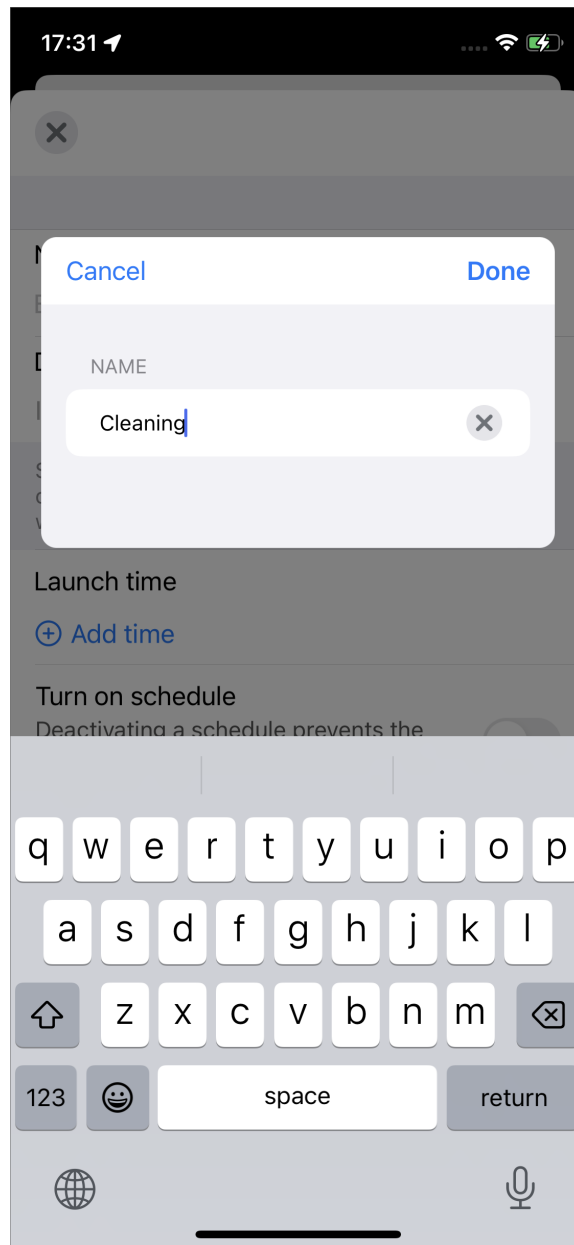 17:31
Cancel
Done
NAME
Cleaning
Launch time
Add time
Turn on schedule
Deactivating a schedule prevents the
q w e r t y u i o p
a s d f g h j k l
z x c v b n m
123
space
return